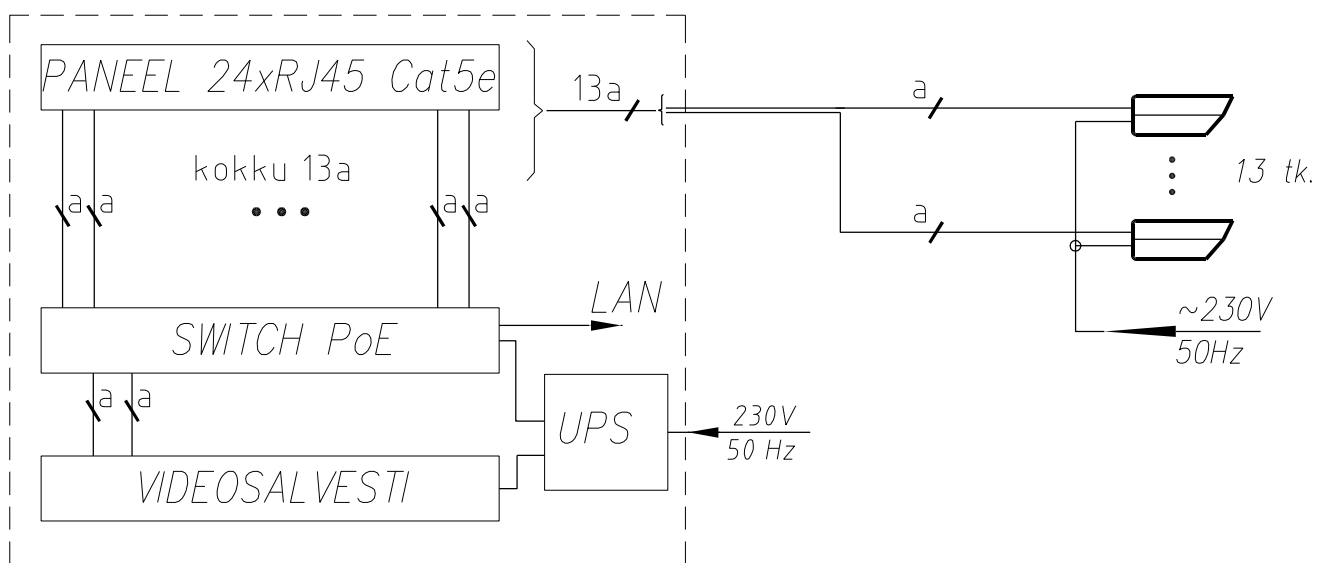 PANEEL 24xRJ45 Cat5e
13a
a
kokku 13a
13 tk.
a a a a
a
LAN
~230V
50Hz
SWITCH PoE
a a
230V
50 Hz
UPS
VIDEOSALVESTI